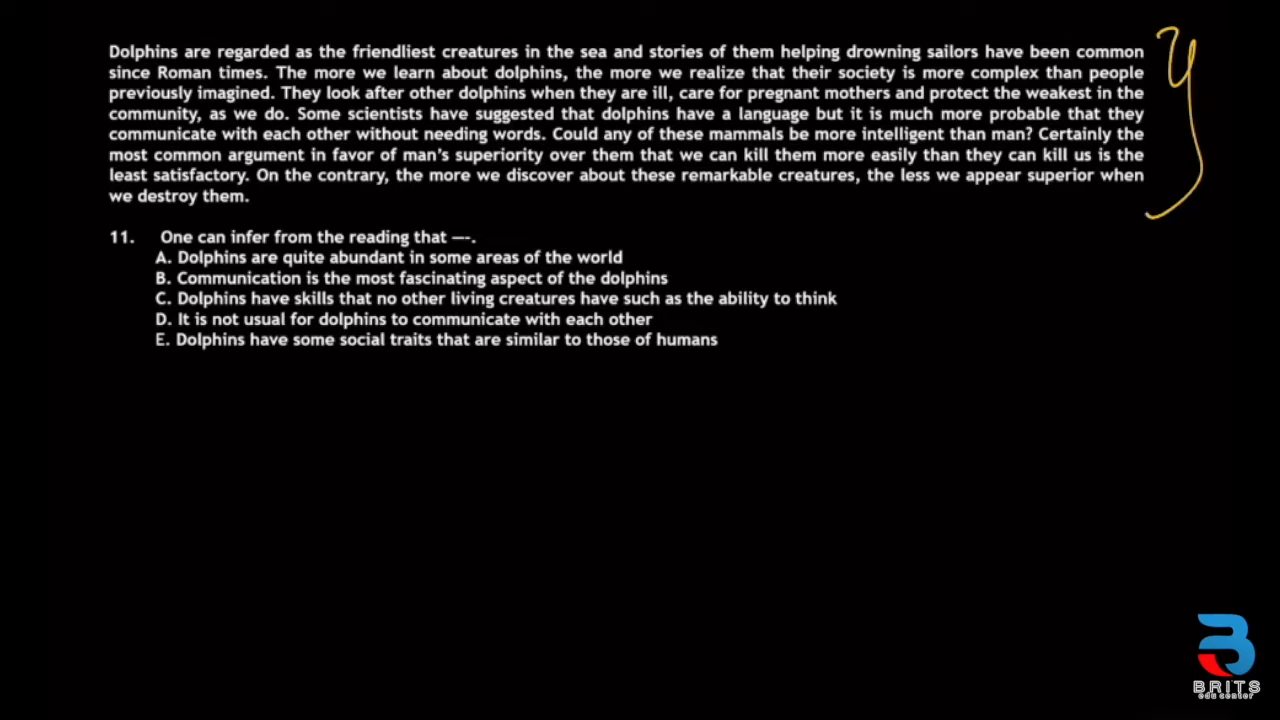 Dolphins are regarded as the friendliest creatures in the sea and stories of them helping drowning sailors have been common
since Roman times. The more we learn about dolphins, the more we realize that their society is more complex than people
previously imagined. They look after other dolphins when they are ill, care for pregnant mothers and protect the weakest in the
community, as we do. Some scientists have suggested that dolphins have a language but it is much more probable that they
communicate with each other without needing words. Could any of these mammals be more intelligent than man? Certainly the
most common argument in favor of man's superiority over them that we can kill them more easily than they can kill us is the
least satisfactory. On the contrary, the more we discover about these remarkable creatures, the less we appear superior when
we destroy them.
11. One can infer from the reading that —-.
A. Dolphins are quite abundant in some areas of the world
B. Communication is the most fascinating aspect of the dolphins
C. Dolphins have skills that no other living creatures have such as the ability to think
D. It is not usual for dolphins to communicate with each other
E. Dolphins have some social traits that are similar to those of humans
BRITS
edu center